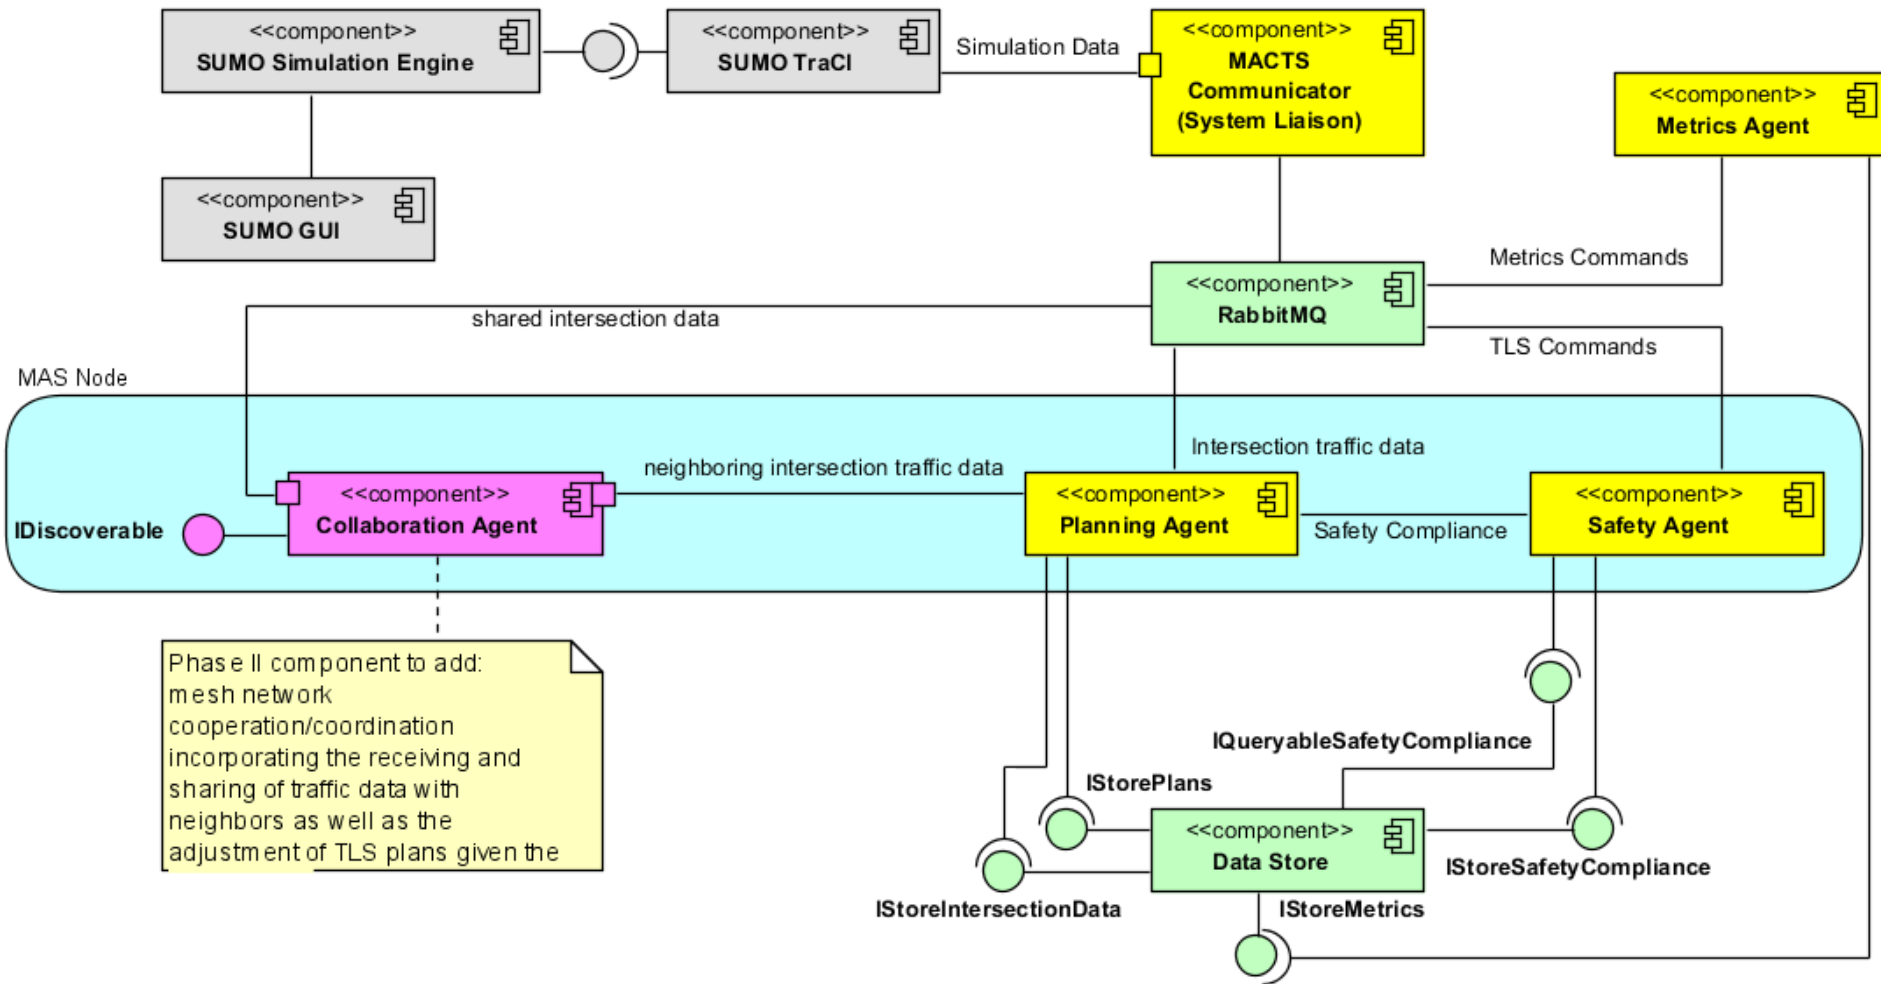 <<component>>
SUMO Simulation Engine
<<component>>
SUMO TraCI
Simulation Data
<<component>>
MACTS
Communicator
(System Liaison)
<<component>>
Metrics Agent
<<component>>
SUMO GUI
Metrics Commands
<<component>>
RabbitMQ
shared intersection data
TLS Commands
MAS Node
Intersection traffic data
neighboring intersection traffic data
<<component>>
Collaboration Agent
IDiscoverable
<<component>>
Planning Agent
Safety Compliance
<<component>>
Safety Agent
Phase II component to add:
mesh network
cooperation/coordination
incorporating the receiving and
sharing of traffic data with
neighbors as well as the
adjustment of TLS plans given the
IQueryableSafetyCompliance
IStorePlans
<<component>>
Data Store
IStoreSafetyCompliance
IStoreIntersectionData
IStoreMetrics